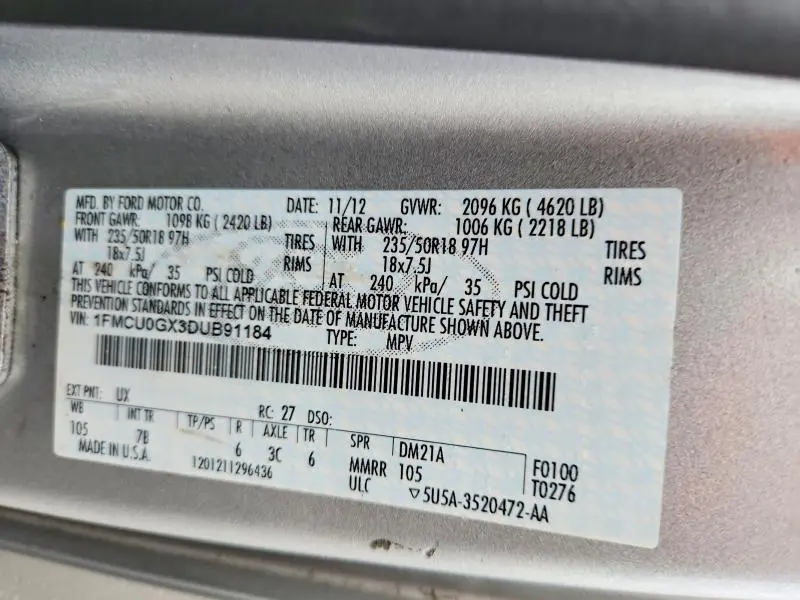 MFD. BY FORD MOTOR CO. DATE: 11/12 GVWR: 2096 KG ( 4620 LB)
FRONT GAWR: 1098 KG ( 2420 LB) REAR GAWR: 1006 KG ( 2218 LB)
WITH 235/50R18 97H TIRES WITH 235/50R18 97H TIRES
18x7.5J RIMS 18x7.5J RIMS
AT 240 kPa/ 35 PSI COLD AT 240 kPa/ 35 PSI COLD
THIS VEHICLE CONFORMS TO ALL APPLICABLE FEDERAL MOTOR VEHICLE SAFETY AND THEFT
PREVENTION STANDARDS IN EFFECT ON THE DATE OF MANUFACTURE SHOWN ABOVE.
VIN: 1FMCU0GX3DUB91184 TYPE: MPV
EXT PNT: UX RC: 27 DSO:
WB INT TR TP/PS R AXLE TR SPR DM21A F0100
105 7B 6 3C 6 MMRR 105 T0276
MADE IN U.S.A. 1201211296436 ULC ▽5U5A-3520472-AA